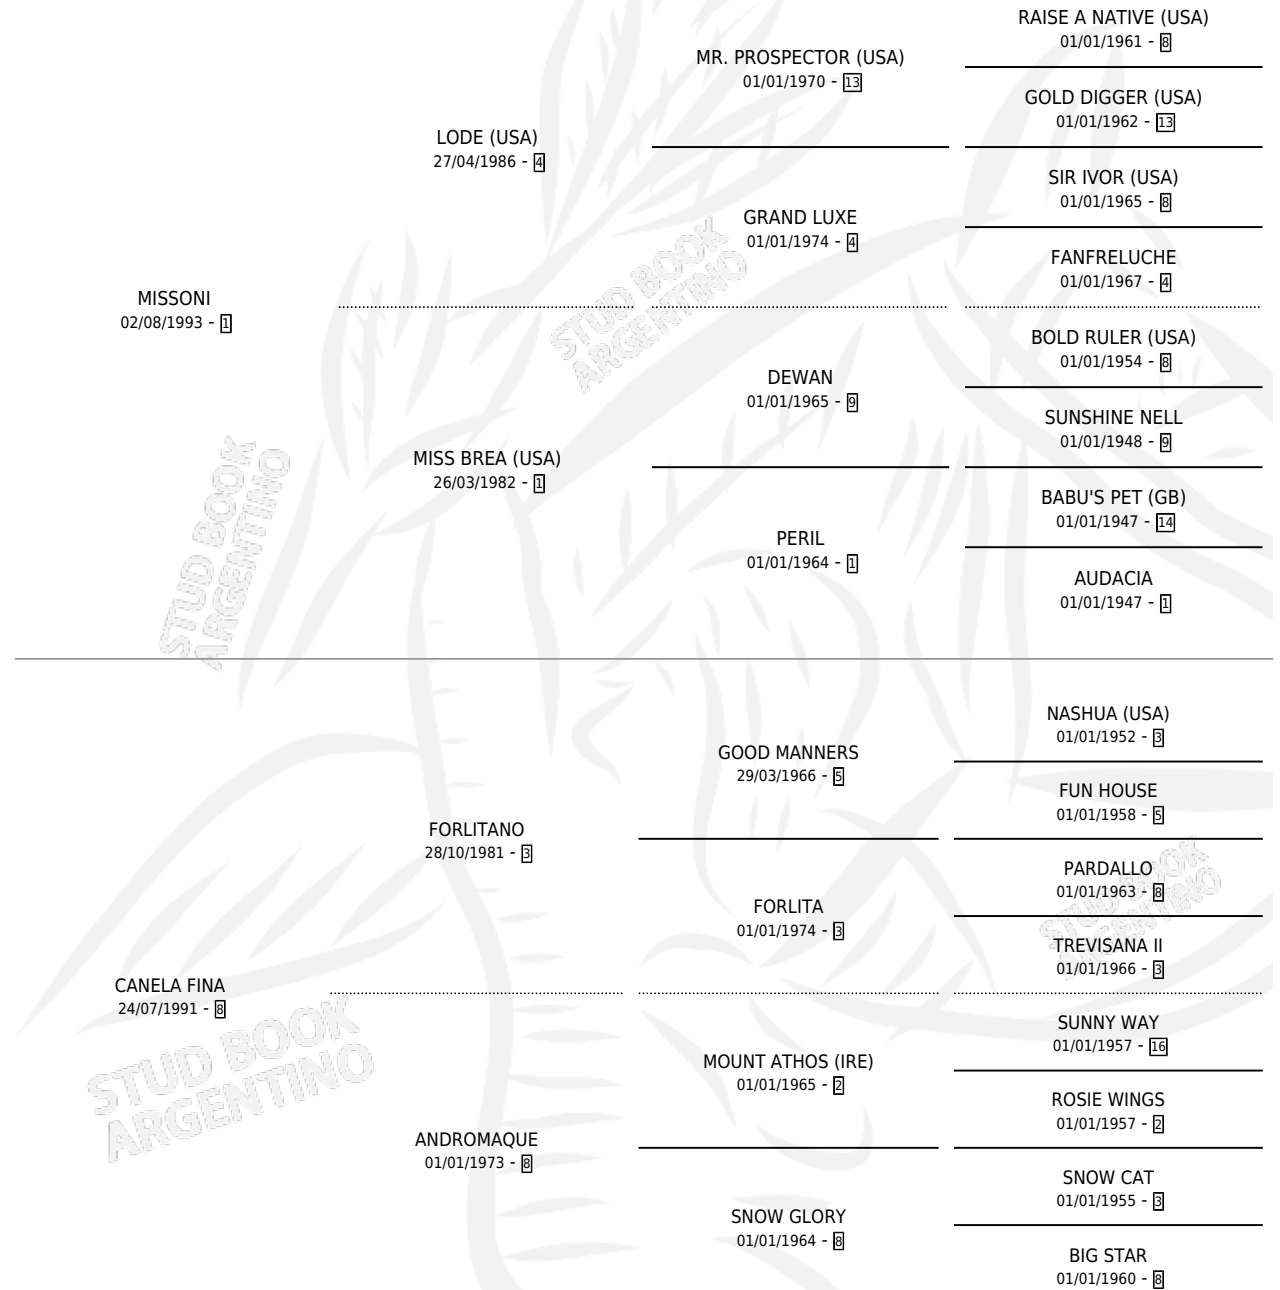 RAISE A NATIVE (USA)
01/01/1961 - 8
MR. PROSPECTOR (USA)
01/01/1970 - 13
GOLD DIGGER (USA)
01/01/1962 - 13
LODE (USA)
27/04/1986 - 4
SIR IVOR (USA)
01/01/1965 - 8
GRAND LUXE
01/01/1974 - 4
FANFRELUCHE
01/01/1967 - 4
MISSONI
02/08/1993 - 1
STUD BOOK
ARGENTINO
BOLD RULER (USA)
01/01/1954 - 8
DEWAN
01/01/1965 - 9
SUNSHINE NELL
01/01/1948 - 9
MISS BREA (USA)
26/03/1982 - 1
BABU'S PET (GB)
01/01/1947 - 14
PERIL
01/01/1964 - 1
AUDACIA
01/01/1947 - 1
STUD BOOK
ARGENTINO
NASHUA (USA)
01/01/1952 - 3
GOOD MANNERS
29/03/1966 - 5
FUN HOUSE
01/01/1958 - 5
FORLITANO
28/10/1981 - 3
PARDALLO
01/01/1963 - 8
FORLITA
01/01/1974 - 3
STUD BOOK
ARGENTINO
TREVISANA II
01/01/1966 - 3
CANELA FINA
24/07/1991 - 8
STUD BOOK
ARGENTINO
SUNNY WAY
01/01/1957 - 16
MOUNT ATHOS (IRE)
01/01/1965 - 2
ROSIE WINGS
01/01/1957 - 2
ANDROMAQUE
01/01/1973 - 8
SNOW CAT
01/01/1955 - 3
SNOW GLORY
01/01/1964 - 8
BIG STAR
01/01/1960 - 8